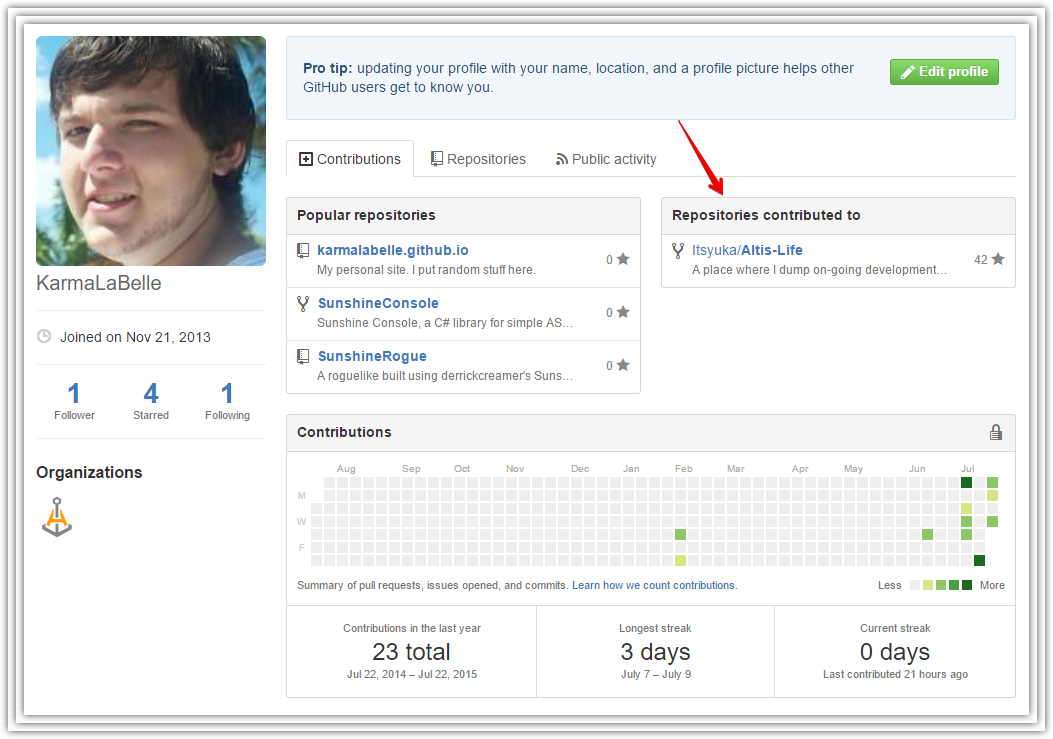 Pro tip: updating your profile with your name, location, and a profile picture helps other
GitHub users get to know you.
Edit profile
Contributions
Repositories
Public activity
KarmaLaBelle
Joined on Nov 21, 2013
1 4 1
Follower Starred Following
Organizations
Popular repositories
karmalabelle.github.io
My personal site. I put random stuff here.
0
SunshineConsole
Sunshine Console, a C# library for simple AS…
0
SunshineRogue
A roguelike built using derrickcreamer's Suns…
0
Repositories contributed to
Itsyuka/Altis-Life
A place where I dump on-going development…
42
Contributions
Aug Sep Oct Nov Dec Jan Feb Mar Apr May Jun Jul
M
W
F
Summary of pull requests, issues opened, and commits. Learn how we count contributions.
Less More
Contributions in the last year
23 total
Jul 22, 2014 – Jul 22, 2015
Longest streak
3 days
July 7 – July 9
Current streak
0 days
Last contributed 21 hours ago